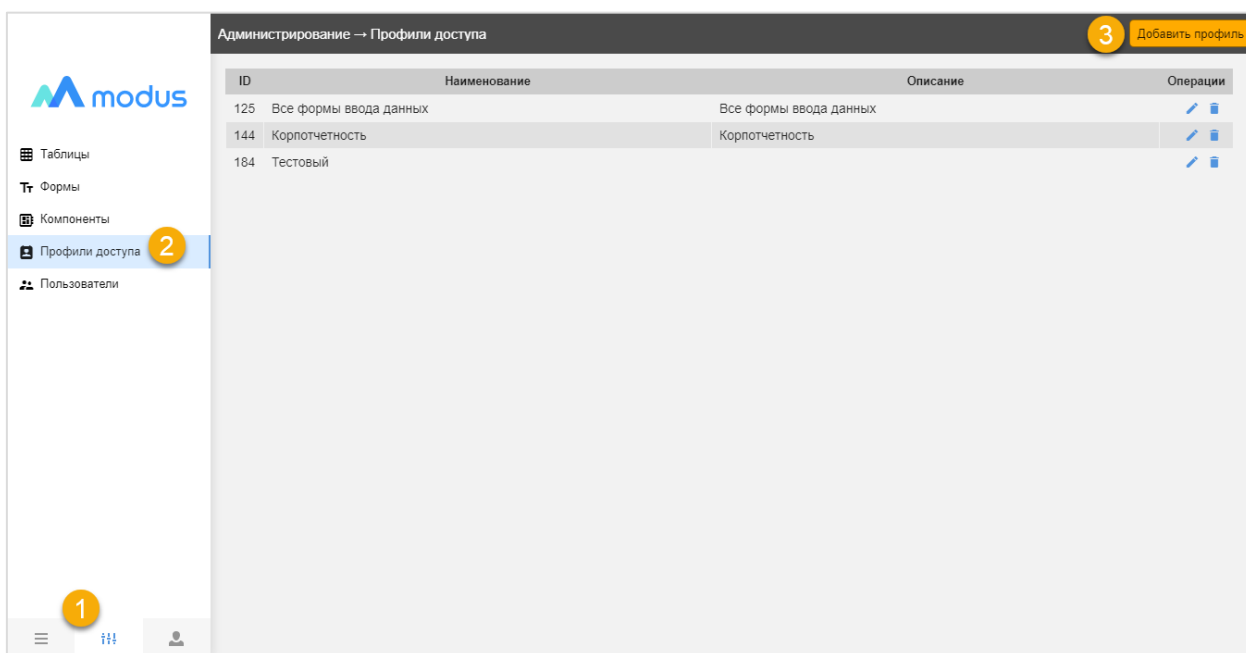 Администрирование → Профили доступа
3
Добавить профиль
modus
ID Наименование Описание Операции
125 Все формы ввода данных Все формы ввода данных
144 Корпотчетность Корпотчетность
184 Тестовый
Таблицы
Тт Формы
Компоненты
Профили доступа 2
Пользователи
1